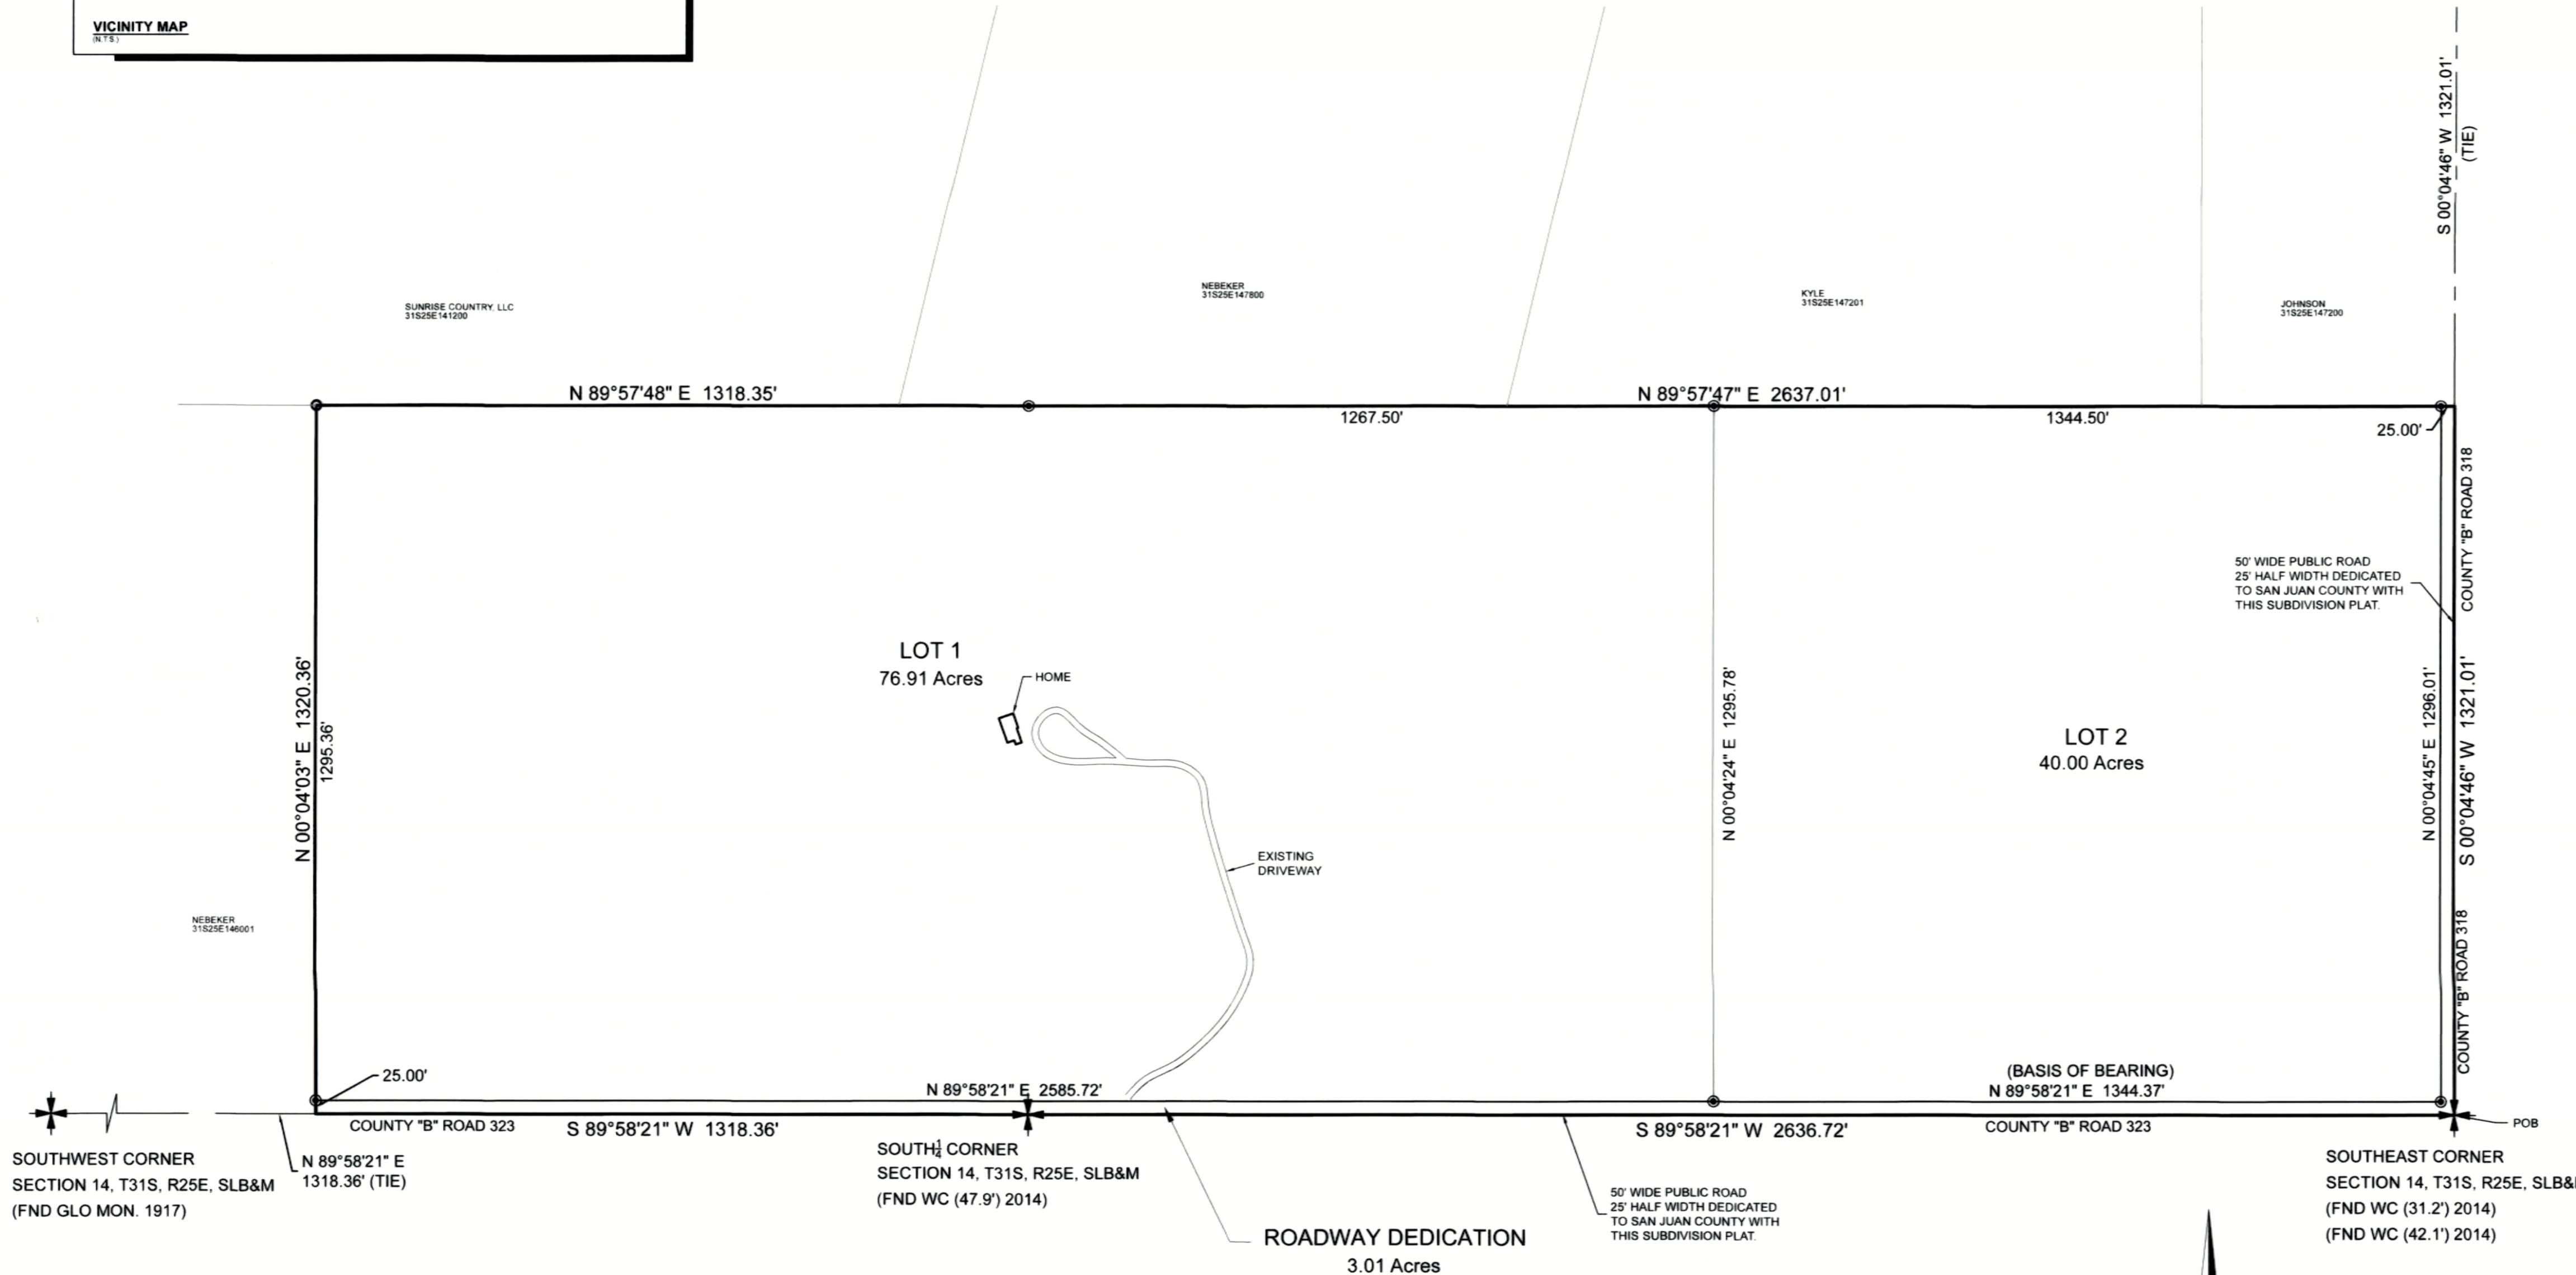 VICINITY MAP
(N.T.S.)
S 00°04'46" W 1321.01'
(TIE)
SUNRISE COUNTRY, LLC
31S25E141200
NEBEKER
31S25E147800
KYLE
31S25E147201
JOHNSON
31S25E147200
N 89°57'48" E 1318.35'
N 89°57'47" E 2637.01'
1267.50'
1344.50'
25.00'
COUNTY "B" ROAD 318
50' WIDE PUBLIC ROAD
25' HALF WIDTH DEDICATED
TO SAN JUAN COUNTY WITH
THIS SUBDIVISION PLAT.
LOT 1
76.91 Acres
HOME
N 00°04'03" E 1320.36'
1295.36'
N 00°04'24" E 1295.78'
LOT 2
40.00 Acres
N 00°04'45" E 1296.01'
S 00°04'46" W 1321.01'
EXISTING
DRIVEWAY
NEBEKER
31S25E146001
COUNTY "B" ROAD 318
25.00'
N 89°58'21" E 2585.72'
(BASIS OF BEARING)
N 89°58'21" E 1344.37'
COUNTY "B" ROAD 323
S 89°58'21" W 1318.36'
S 89°58'21" W 2636.72'
COUNTY "B" ROAD 323
POB
SOUTHWEST CORNER
SECTION 14, T31S, R25E, SLB&M
(FND GLO MON. 1917)
N 89°58'21" E
1318.36' (TIE)
SOUTH 1/4 CORNER
SECTION 14, T31S, R25E, SLB&M
(FND WC (47.9') 2014)
50' WIDE PUBLIC ROAD
25' HALF WIDTH DEDICATED
TO SAN JUAN COUNTY WITH
THIS SUBDIVISION PLAT.
ROADWAY DEDICATION
3.01 Acres
SOUTHEAST CORNER
SECTION 14, T31S, R25E, SLB&
(FND WC (31.2') 2014)
(FND WC (42.1') 2014)